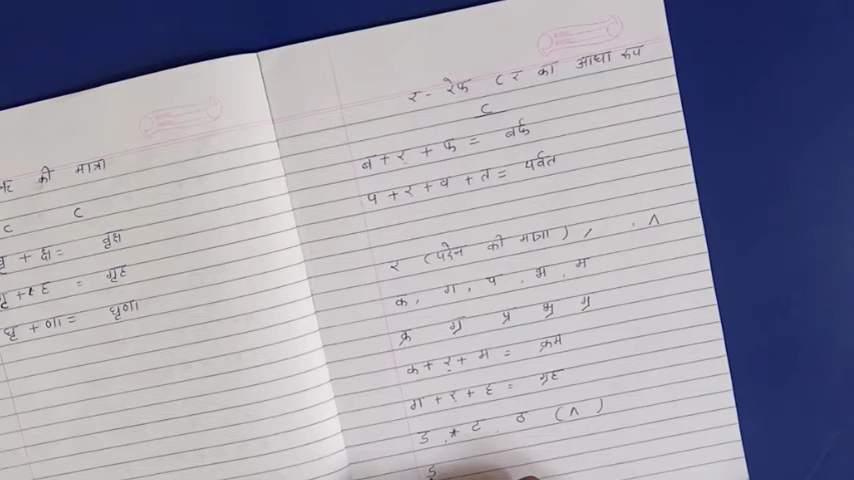 की मात्रा
c c
वृ + क्ष = वृक्ष
गृ + ह = गृह
घृ + णा = घृणा
र - रेफ c र का आधा रूप
c
ब + र् + फ = बर्फ
प + र + व + त = पर्वत
र (पदेन की मात्रा) / . ʌ
क, ग, प, भ, म
क्र ग्र प्र भ्र म्र
क + र् + म = क्रम
ग + र + ह = ग्रह
ड . ट . ठ (ʌ)
ड